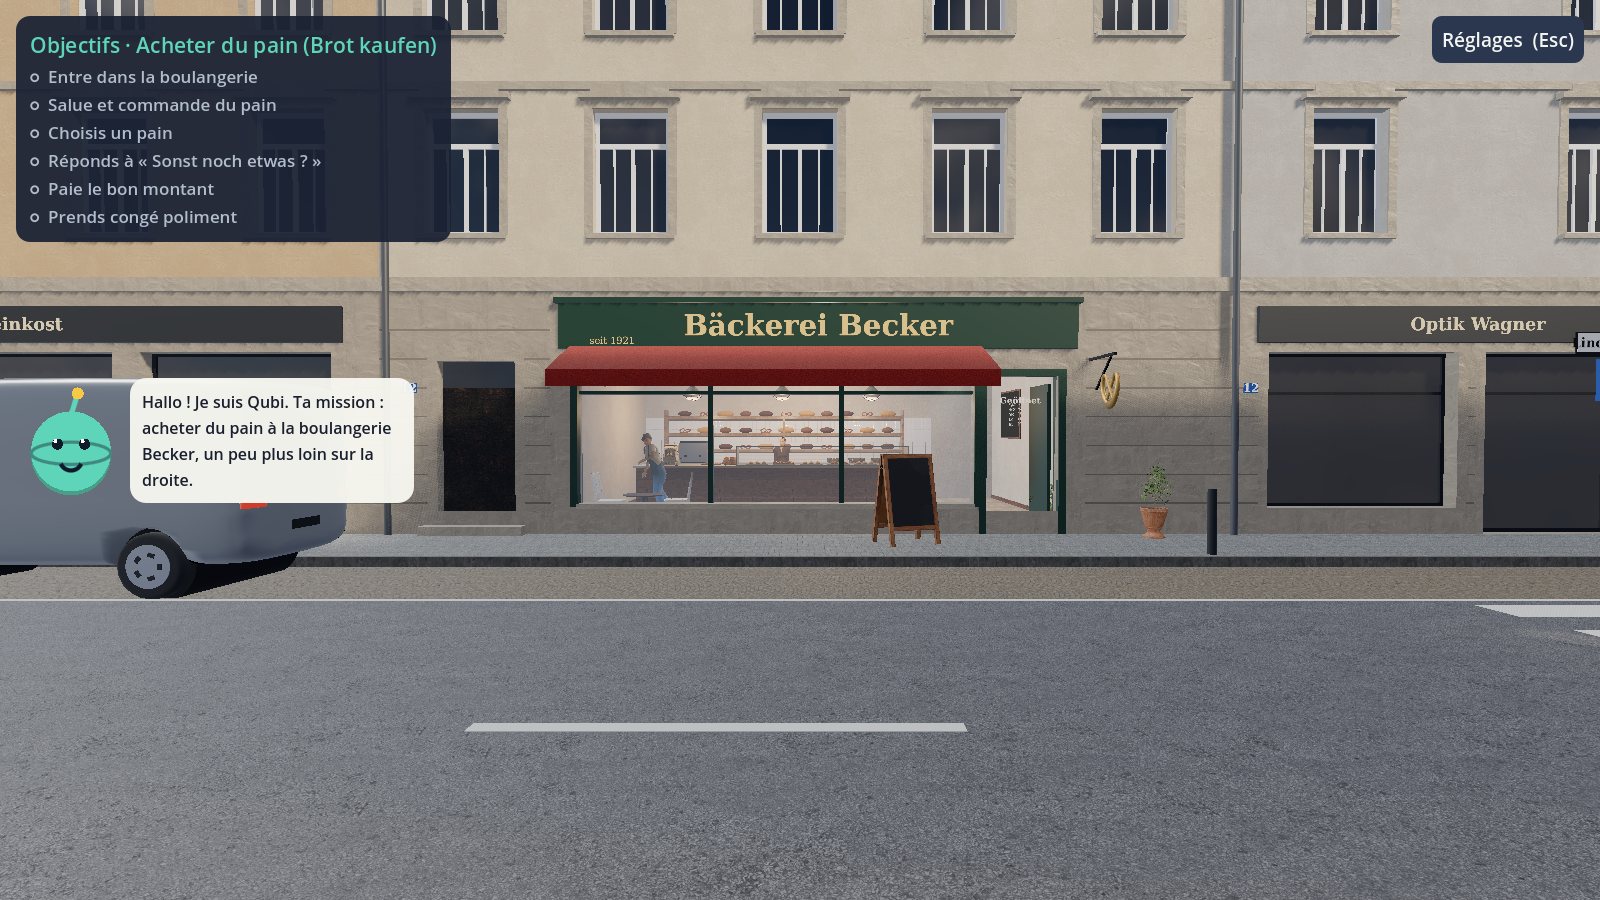 Objectifs · Acheter du pain (Brot kaufen)
Entre dans la boulangerie
Salue et commande du pain
Choisis un pain
Réponds à « Sonst noch etwas ? »
Paie le bon montant
Prends congé poliment
Réglages (Esc)
einkost
Bäckerei Becker
seit 1921
Optik Wagner
Geöffnet
12
Hallo ! Je suis Qubi. Ta mission :
acheter du pain à la boulangerie
Becker, un peu plus loin sur la
droite.